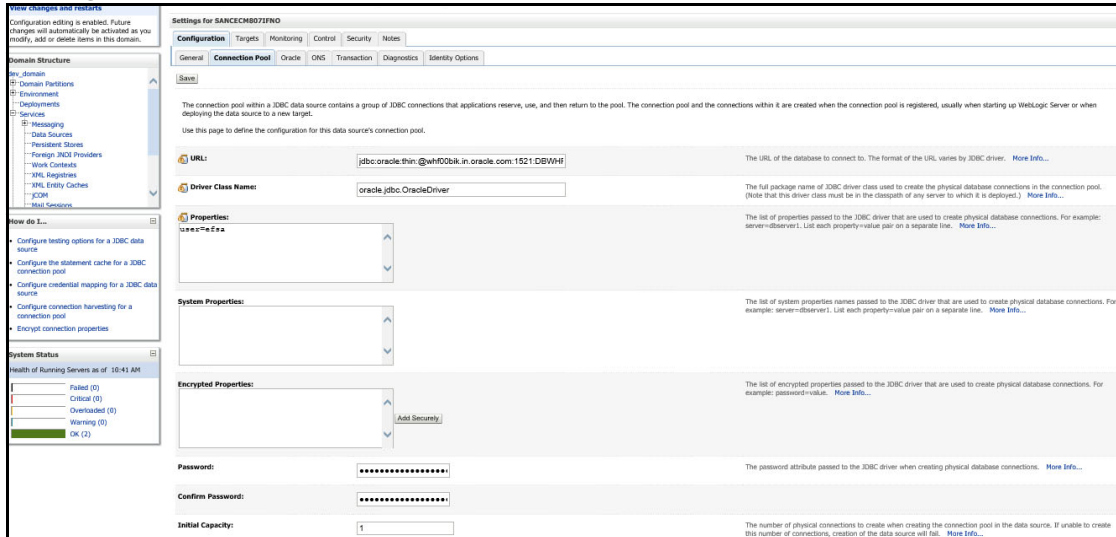 View changes and restarts
Configuration editing is enabled. Future
changes will automatically be activated as you
modify, add or delete items in this domain.
Domain Structure
dev_domain
Domain Partitions
Environment
Deployments
Services
Messaging
Data Sources
Persistent Stores
Foreign JNDI Providers
Work Contexts
XML Registries
XML Entity Caches
jCOM
Mail Sessions
How do I...
Configure testing options for a JDBC data
source
Configure the statement cache for a JDBC
connection pool
Configure credential mapping for a JDBC data
source
Configure connection harvesting for a
connection pool
Encrypt connection properties
System Status
Health of Running Servers as of 10:41 AM
Failed (0)
Critical (0)
Overloaded (0)
Warning (0)
OK (2)
Settings for SANCECM807IFNO
Configuration Targets Monitoring Control Security Notes
General Connection Pool Oracle ONS Transaction Diagnostics Identity Options
Save
The connection pool within a JDBC data source contains a group of JDBC connections that applications reserve, use, and then return to the pool. The connection pool and the connections within it are created when the connection pool is registered, usually when starting up WebLogic Server or when
deploying the data source to a new target.
Use this page to define the configuration for this data source's connection pool.
URL: jdbc:oracle:thin:@whf00bik.in.oracle.com:1521:DBWHF The URL of the database to connect to. The format of the URL varies by JDBC driver. More Info...
Driver Class Name: oracle.jdbc.OracleDriver The full package name of JDBC driver class used to create the physical database connections in the connection pool.
(Note that this driver class must be in the classpath of any server to which it is deployed.) More Info...
Properties: The list of properties passed to the JDBC driver that are used to create physical database connections. For example:
server=dbserver1. List each property=value pair on a separate line. More Info...
user=efsa
System Properties: The list of system properties names passed to the JDBC driver that are used to create physical database connections. For
example: server=dbserver1. List each property=value pair on a separate line. More Info...
Encrypted Properties: The list of encrypted properties passed to the JDBC driver that are used to create physical database connections. For
example: password=value. More Info...
Add Securely
Password: The password attribute passed to the JDBC driver when creating physical database connections. More Info...
Confirm Password:
Initial Capacity: 1 The number of physical connections to create when creating the connection pool in the data source. If unable to create
this number of connections, creation of the data source will fail. More Info...